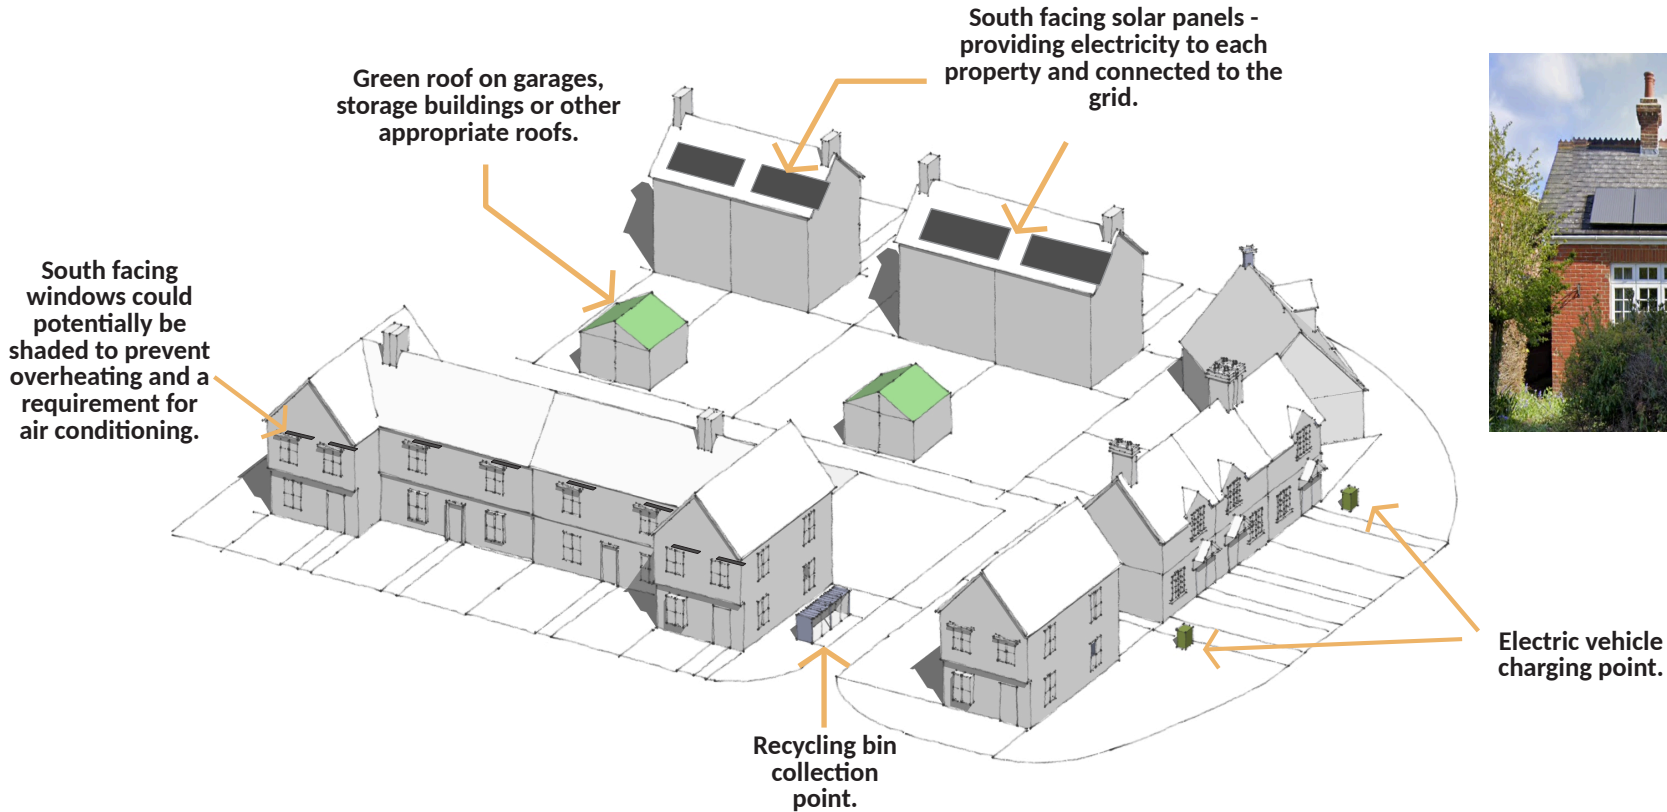 South facing solar panels -
providing electricity to each
property and connected to the
grid.
Green roof on garages,
storage buildings or other
appropriate roofs.
South facing
windows could
potentially be
shaded to prevent
overheating and a
requirement for
air conditioning.
Electric vehicle
charging point.
Recycling bin
collection
point.